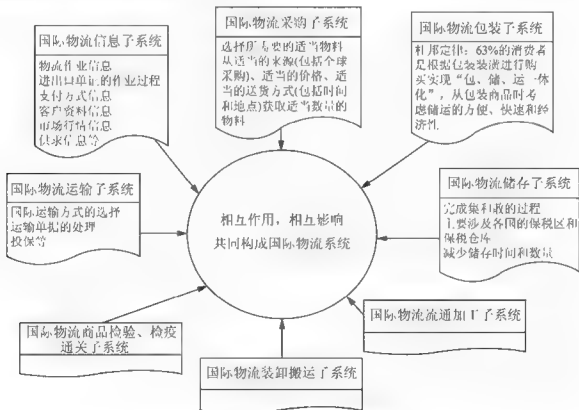 国际物流信息子系统
物流作业信息
进出口单证的作业过程
支付方式信息
客户资料信息
市场行情信息
供求信息等
国际物流采购子系统
选择所需要的适当物料
从适当的来源(包括全球
采购)、适当的价格、适
当的送货方式(包括时间
和地点)获取适当数量的
物料
国际物流包装子系统
杜邦定律:63%的消费者
是根据包装装潢进行购
买实现“包、储、运一体
化”,从包装商品时考
虑储运的方便、快速和经
济性
国际物流运输子系统
国际运输方式的选择
运输单据的处理
投保等
相互作用,相互影响
共同构成国际物流系统
国际物流储存子系统
完成集和散的过程
主要涉及各国的保税区和
保税仓库
减少储存时间和数量
国际物流商品检验、检疫
通关子系统
国际物流装卸搬运子系统
国际物流流通加工子系统